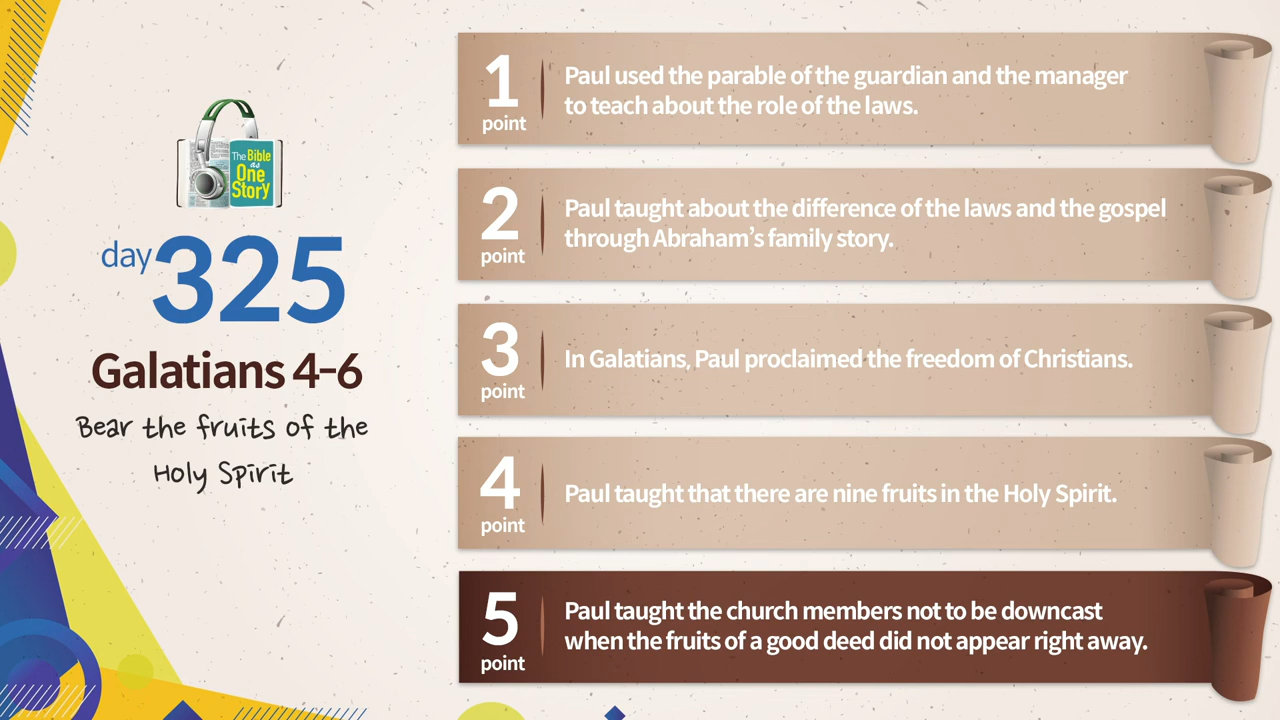 The Bible
as
One
Story
day 325
Galatians 4-6
Bear the fruits of the
Holy Spirit
1
point
Paul used the parable of the guardian and the manager
to teach about the role of the laws.
2
point
Paul taught about the difference of the laws and the gospel
through Abraham's family story.
3
point
In Galatians, Paul proclaimed the freedom of Christians.
4
point
Paul taught that there are nine fruits in the Holy Spirit.
5
point
Paul taught the church members not to be downcast
when the fruits of a good deed did not appear right away.